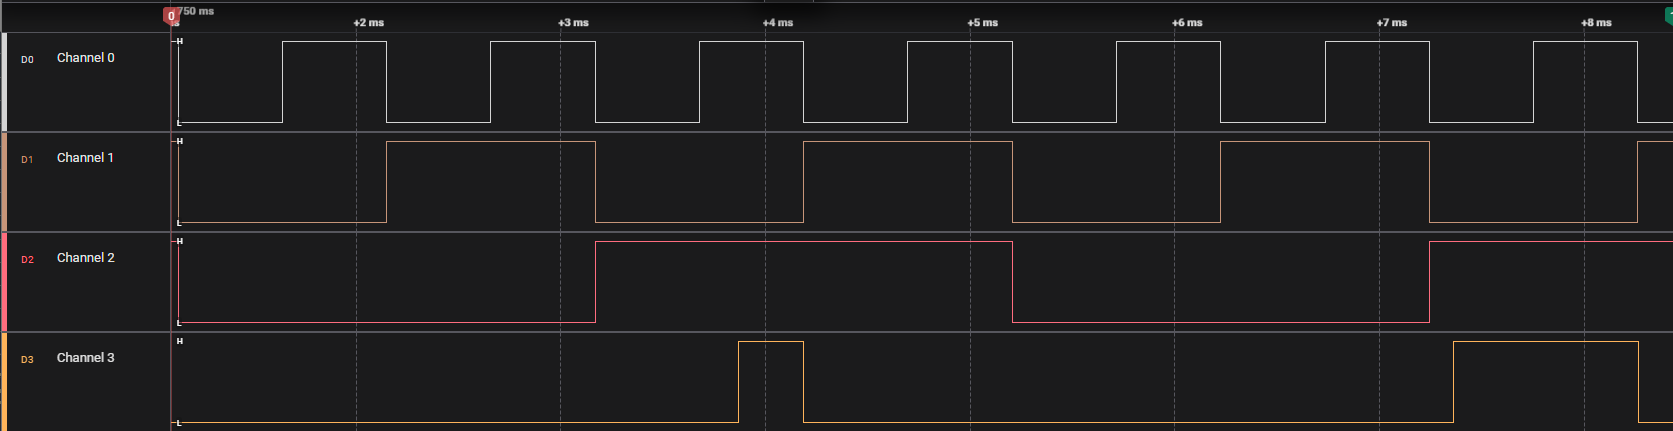 0 750 ms
s +2 ms +3 ms +4 ms +5 ms +6 ms +7 ms +8 ms
D0 Channel 0 H
L
D1 Channel 1 H
L
D2 Channel 2 H
L
D3 Channel 3 H
L